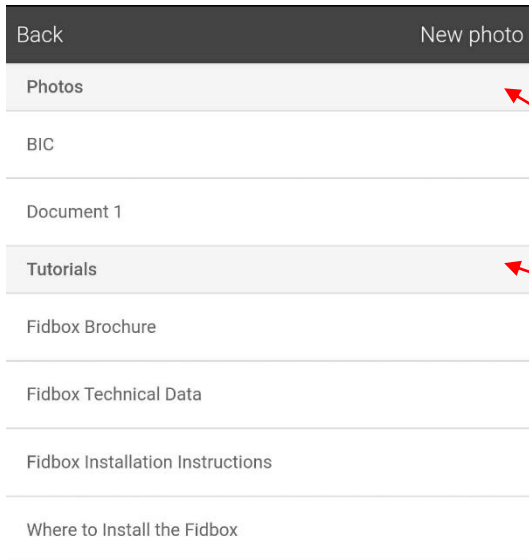 Back New photo
Photos
BIC
Document 1
Tutorials
Fidbox Brochure
Fidbox Technical Data
Fidbox Installation Instructions
Where to Install the Fidbox